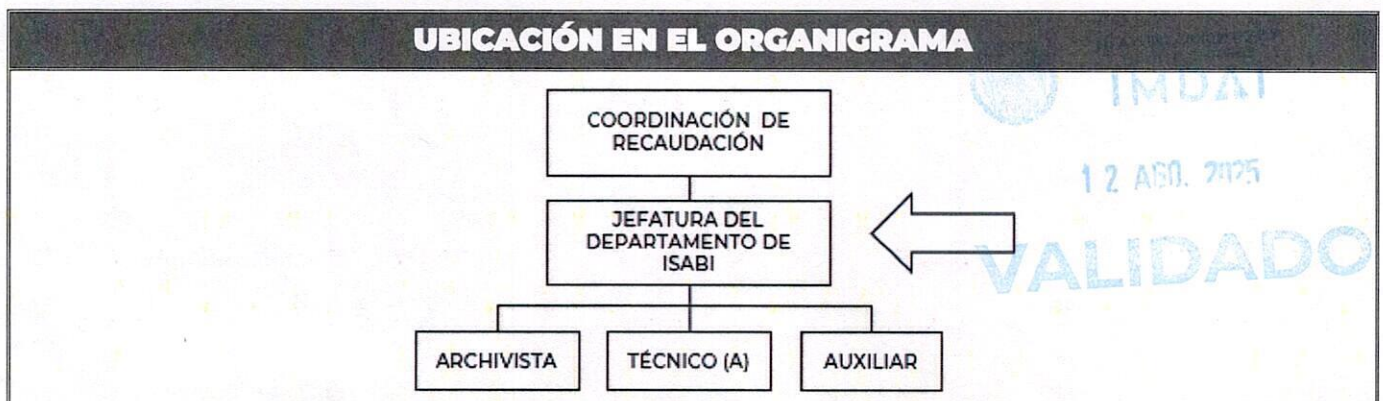 UBICACIÓN EN EL ORGANIGRAMA
IMDAI
COORDINACIÓN DE
RECAUDACIÓN
12 AGO. 2025
JEFATURA DEL
DEPARTAMENTO DE
ISABI
VALIDADO
ARCHIVISTA
TÉCNICO (A)
AUXILIAR